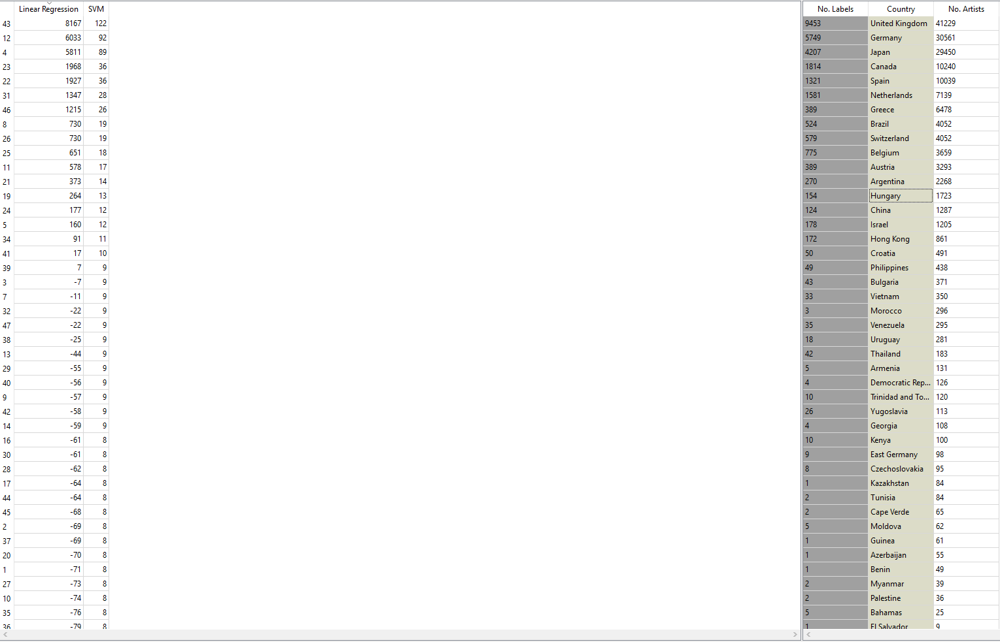 Linear Regression SVM No. Labels Country No. Artists
43 8167 122 9453 United Kingdom 41229
12 6033 92 5749 Germany 30561
4 5811 89 4207 Japan 29450
23 1968 36 1814 Canada 10240
22 1927 36 1321 Spain 10039
31 1347 28 1581 Netherlands 7139
46 1215 26 389 Greece 6478
8 730 19 524 Brazil 4052
26 730 19 579 Switzerland 4052
25 651 18 775 Belgium 3659
11 578 17 389 Austria 3293
21 373 14 270 Argentina 2268
19 264 13 154 Hungary 1723
24 177 12 124 China 1287
5 160 12 178 Israel 1205
34 91 11 172 Hong Kong 861
41 17 10 50 Croatia 491
39 7 9 49 Philippines 438
3 -7 9 43 Bulgaria 371
7 -11 9 33 Vietnam 350
32 -22 9 3 Morocco 296
47 -22 9 35 Venezuela 295
38 -25 9 18 Uruguay 281
13 -44 9 42 Thailand 183
29 -55 9 5 Armenia 131
40 -56 9 4 Democratic Rep... 126
9 -57 9 10 Trinidad and To... 120
42 -58 9 26 Yugoslavia 113
14 -59 9 4 Georgia 108
16 -61 8 10 Kenya 100
30 -61 8 9 East Germany 98
28 -62 8 8 Czechoslovakia 95
17 -64 8 1 Kazakhstan 84
44 -64 8 2 Tunisia 84
45 -68 8 2 Cape Verde 65
2 -69 8 5 Moldova 62
37 -69 8 1 Guinea 61
20 -70 8 1 Azerbaijan 55
1 -71 8 1 Benin 49
27 -73 8 2 Myanmar 39
10 -74 8 2 Palestine 36
35 -76 8 5 Bahamas 25
36 -79 8 1 El Salvador 9